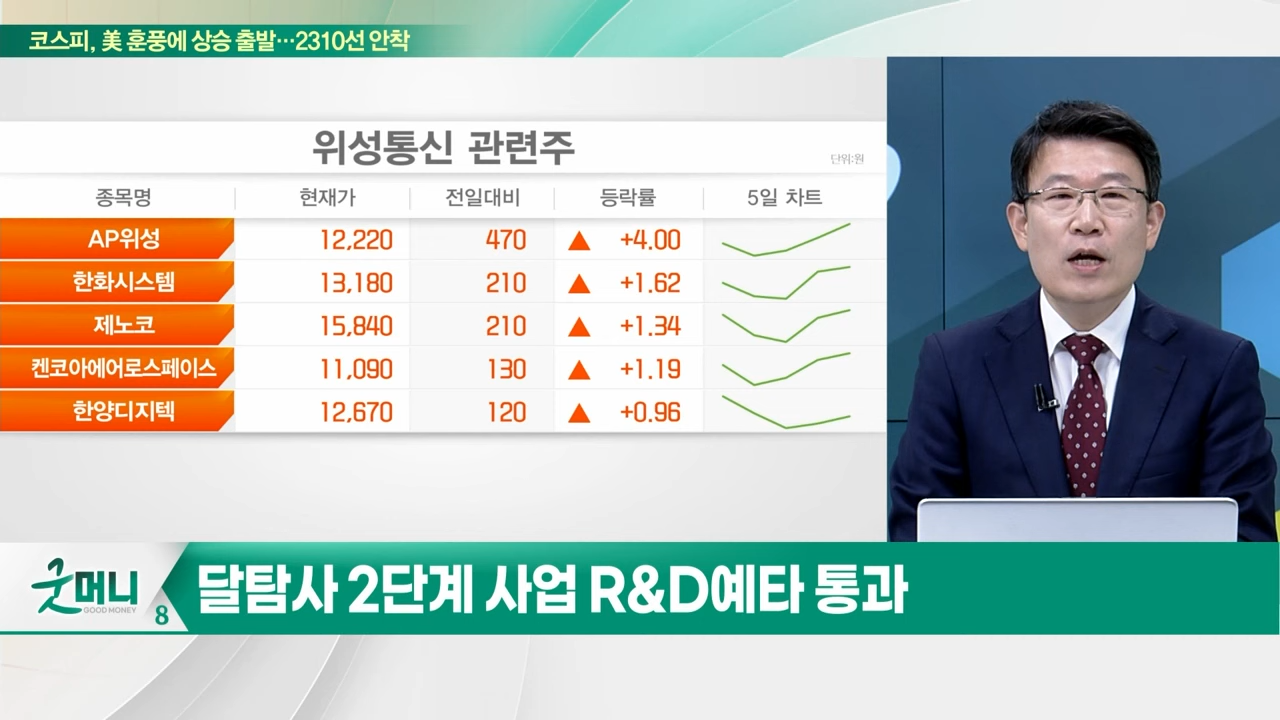 코스피, 美 훈풍에 상승 출발…2310선 안착
위성통신 관련주
단위:원
종목명 현재가 전일대비 등락률 5일 차트
AP위성 12,220 470 ▲ +4.00
한화시스템 13,180 210 ▲ +1.62
제노코 15,840 210 ▲ +1.34
켄코아에어로스페이스 11,090 130 ▲ +1.19
한양디지텍 12,670 120 ▲ +0.96
굿머니
GOOD MONEY
8
달탐사 2단계 사업 R&D예타 통과